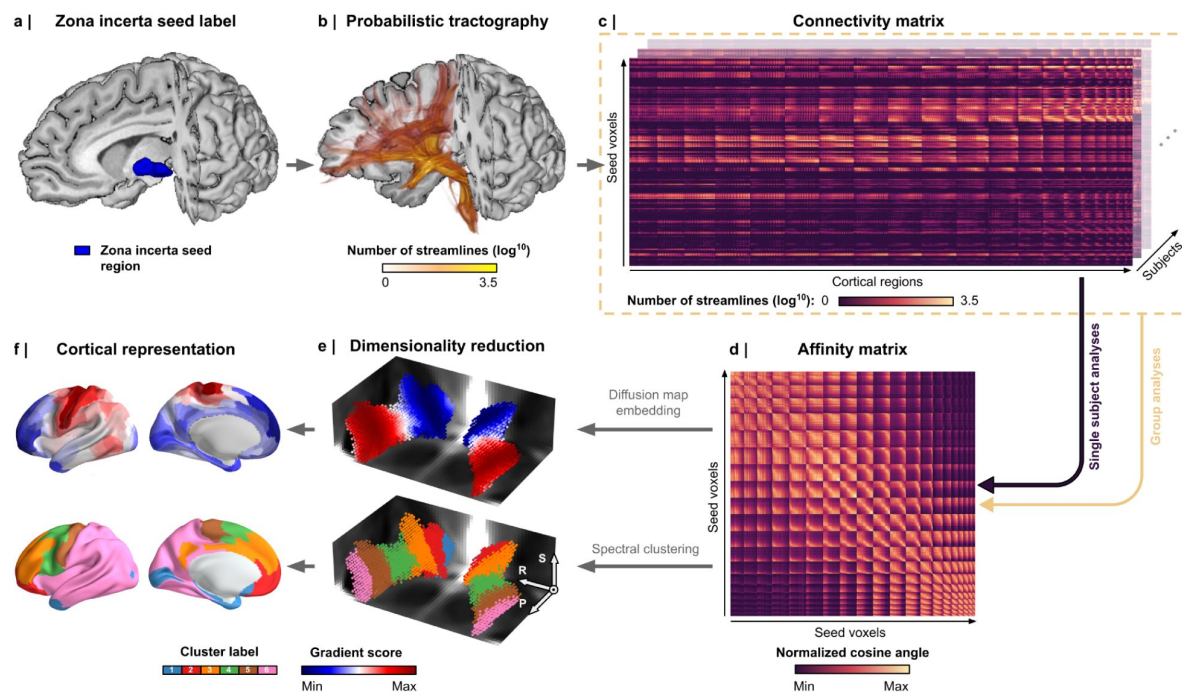 a | Zona incerta seed label
b | Probabilistic tractography
c | Connectivity matrix
Zona incerta seed
region
Number of streamlines (log¹⁰)
0 3.5
Seed voxels
Cortical regions
Subjects
Number of streamlines (log¹⁰): 0 3.5
f | Cortical representation
e | Dimensionality reduction
d | Affinity matrix
Diffusion map
embedding
Spectral clustering
Single subject analyses
Group analyses
Seed voxels
Seed voxels
S
R
P
Cluster label
1 2 3 4 5 6
Gradient score
Min Max
Normalized cosine angle
Min Max